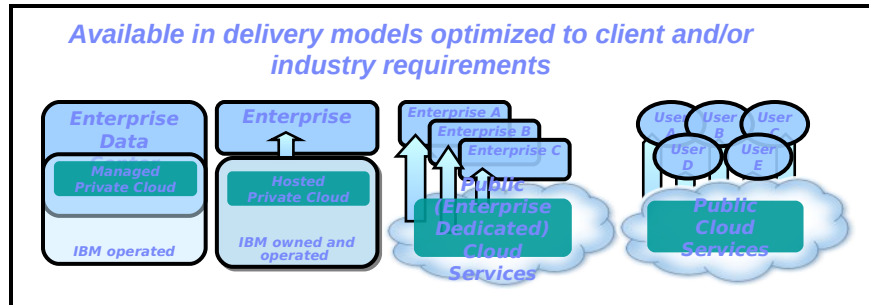 Available in delivery models optimized to client and/or
industry requirements
Enterprise
Data
Center
Managed
Private Cloud
IBM operated
Enterprise
Hosted
Private Cloud
IBM owned and
operated
Enterprise A
Enterprise B
Enterprise C
Public
(Enterprise
Dedicated)
Cloud
Services
User
A
User
B
User
C
User
D
User
E
Public
Cloud
Services